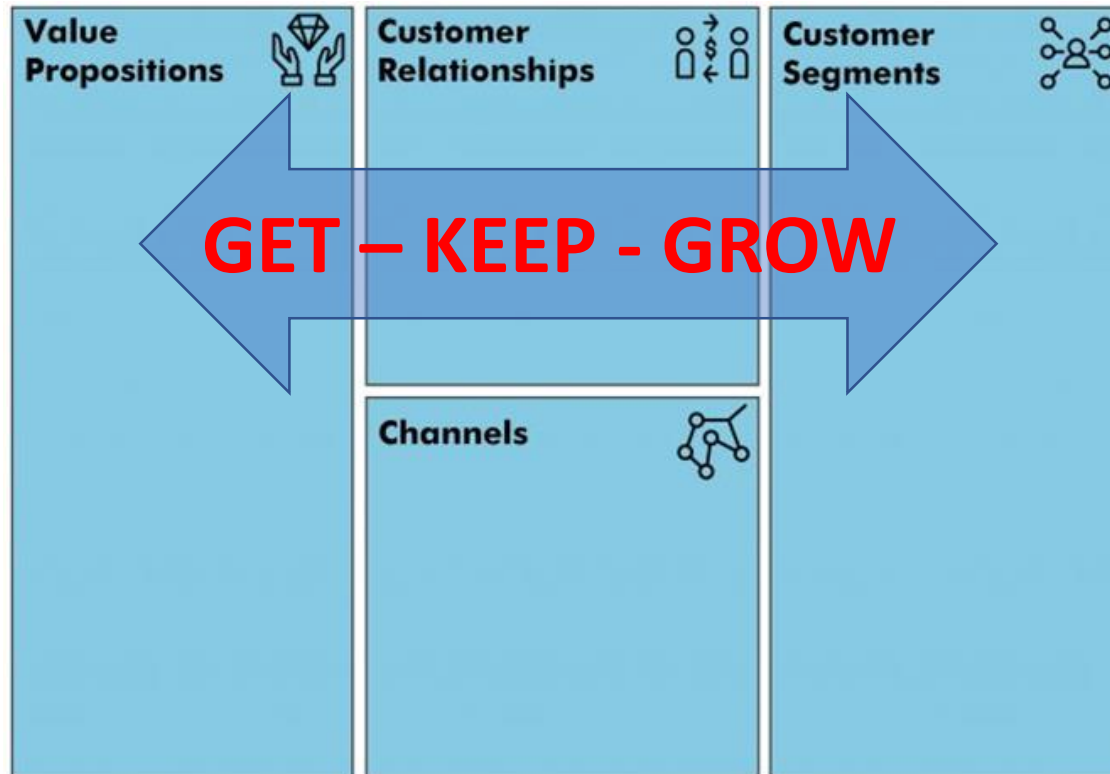 Value
Propositions
Customer
Relationships
$
Customer
Segments
GET – KEEP - GROW
Channels